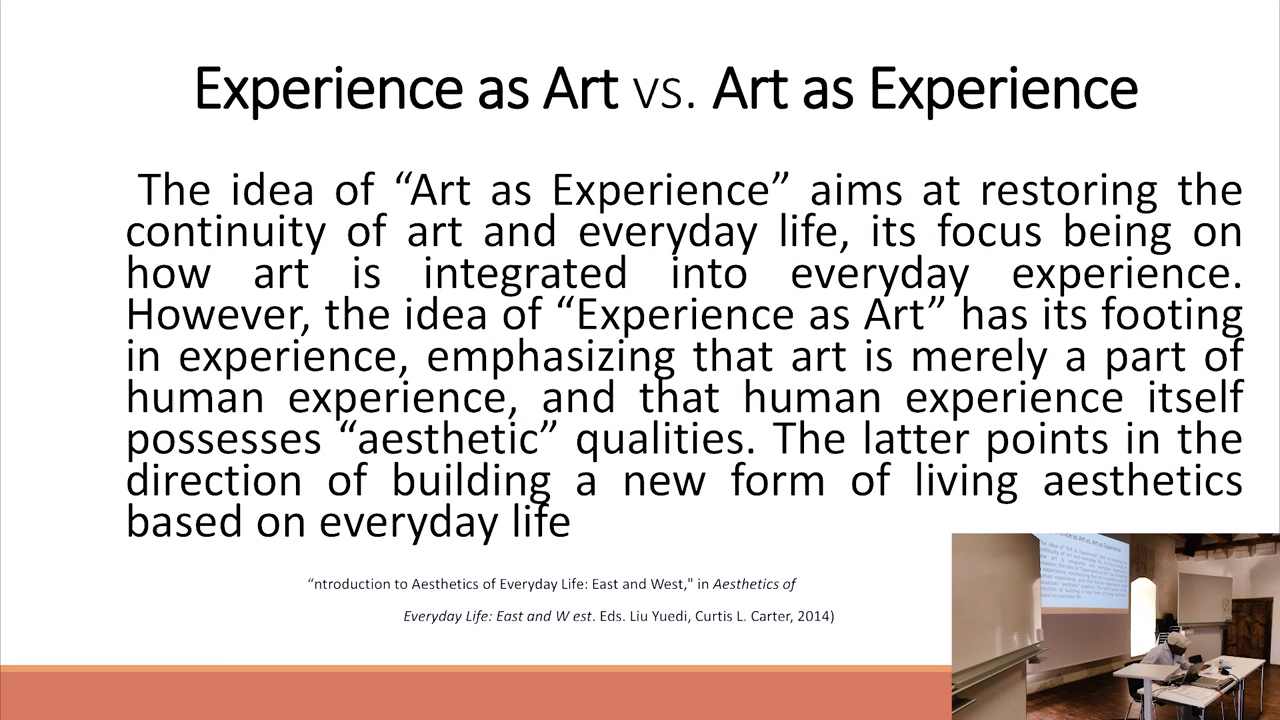 Experience as Art vs. Art as Experience
The idea of “Art as Experience” aims at restoring the
continuity of art and everyday life, its focus being on
how art is integrated into everyday experience.
However, the idea of “Experience as Art” has its footing
in experience, emphasizing that art is merely a part of
human experience, and that human experience itself
possesses “aesthetic” qualities. The latter points in the
direction of building a new form of living aesthetics
based on everyday life
“ntroduction to Aesthetics of Everyday Life: East and West," in Aesthetics of
Everyday Life: East and W est. Eds. Liu Yuedi, Curtis L. Carter, 2014)